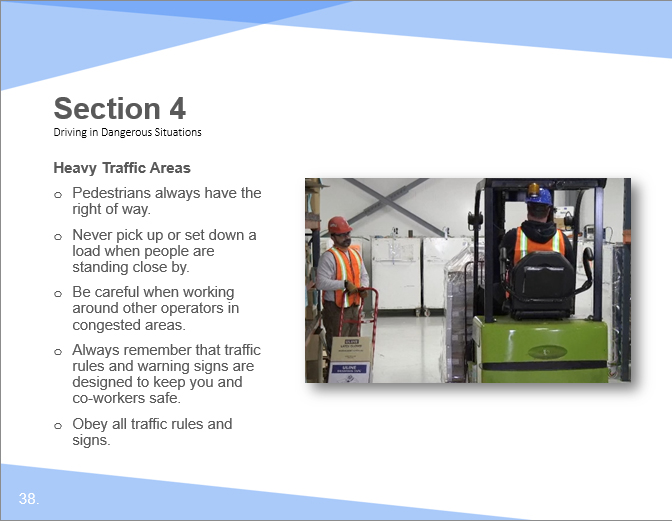 Section 4
Driving in Dangerous Situations
Heavy Traffic Areas
o Pedestrians always have the
right of way.
o Never pick up or set down a
load when people are
standing close by.
o Be careful when working
around other operators in
congested areas.
o Always remember that traffic
rules and warning signs are
designed to keep you and
co-workers safe.
o Obey all traffic rules and
signs.
ULINE
38.